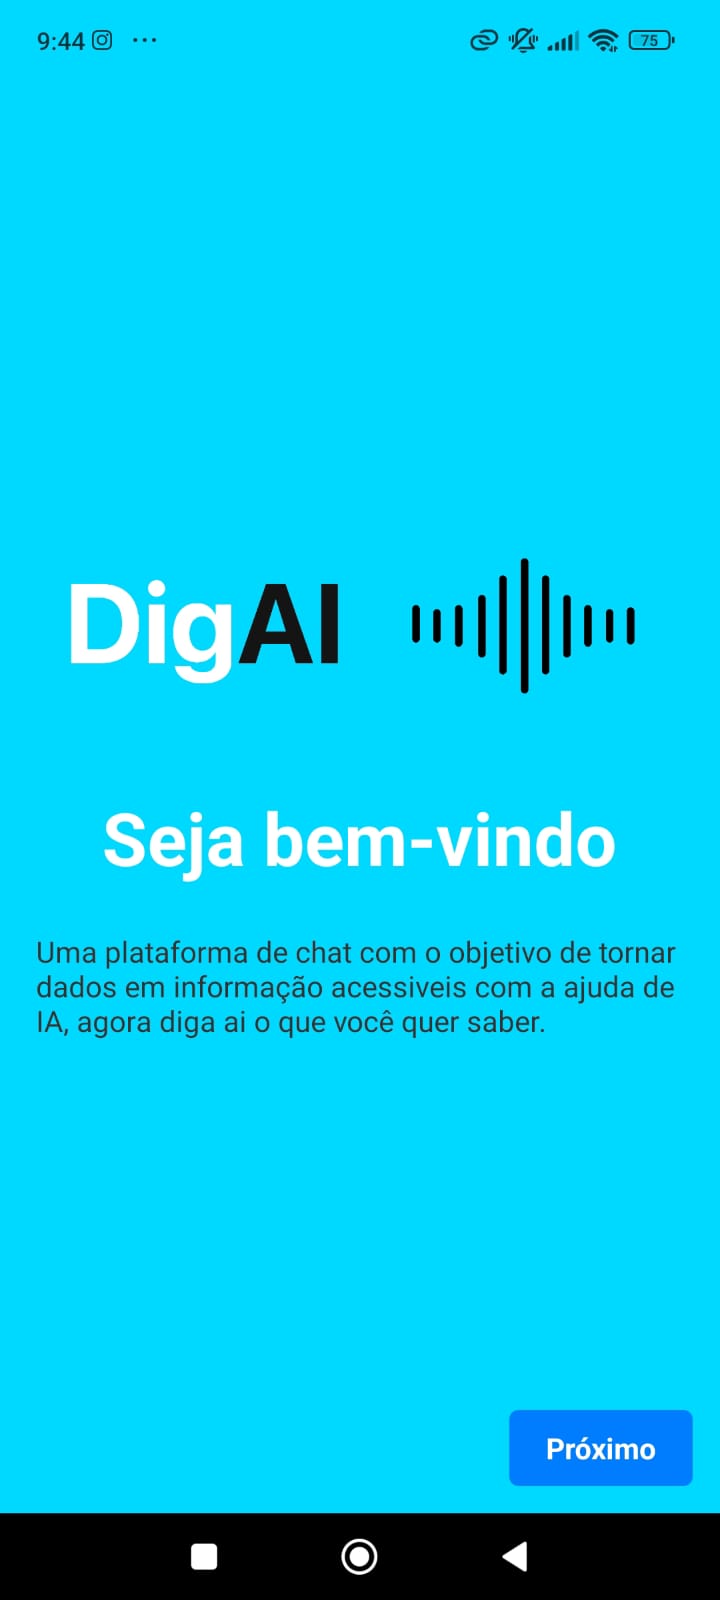 9:44
75
DigAI
Seja bem-vindo
Uma plataforma de chat com o objetivo de tornar
dados em informação acessiveis com a ajuda de
IA, agora diga ai o que você quer saber.
Próximo